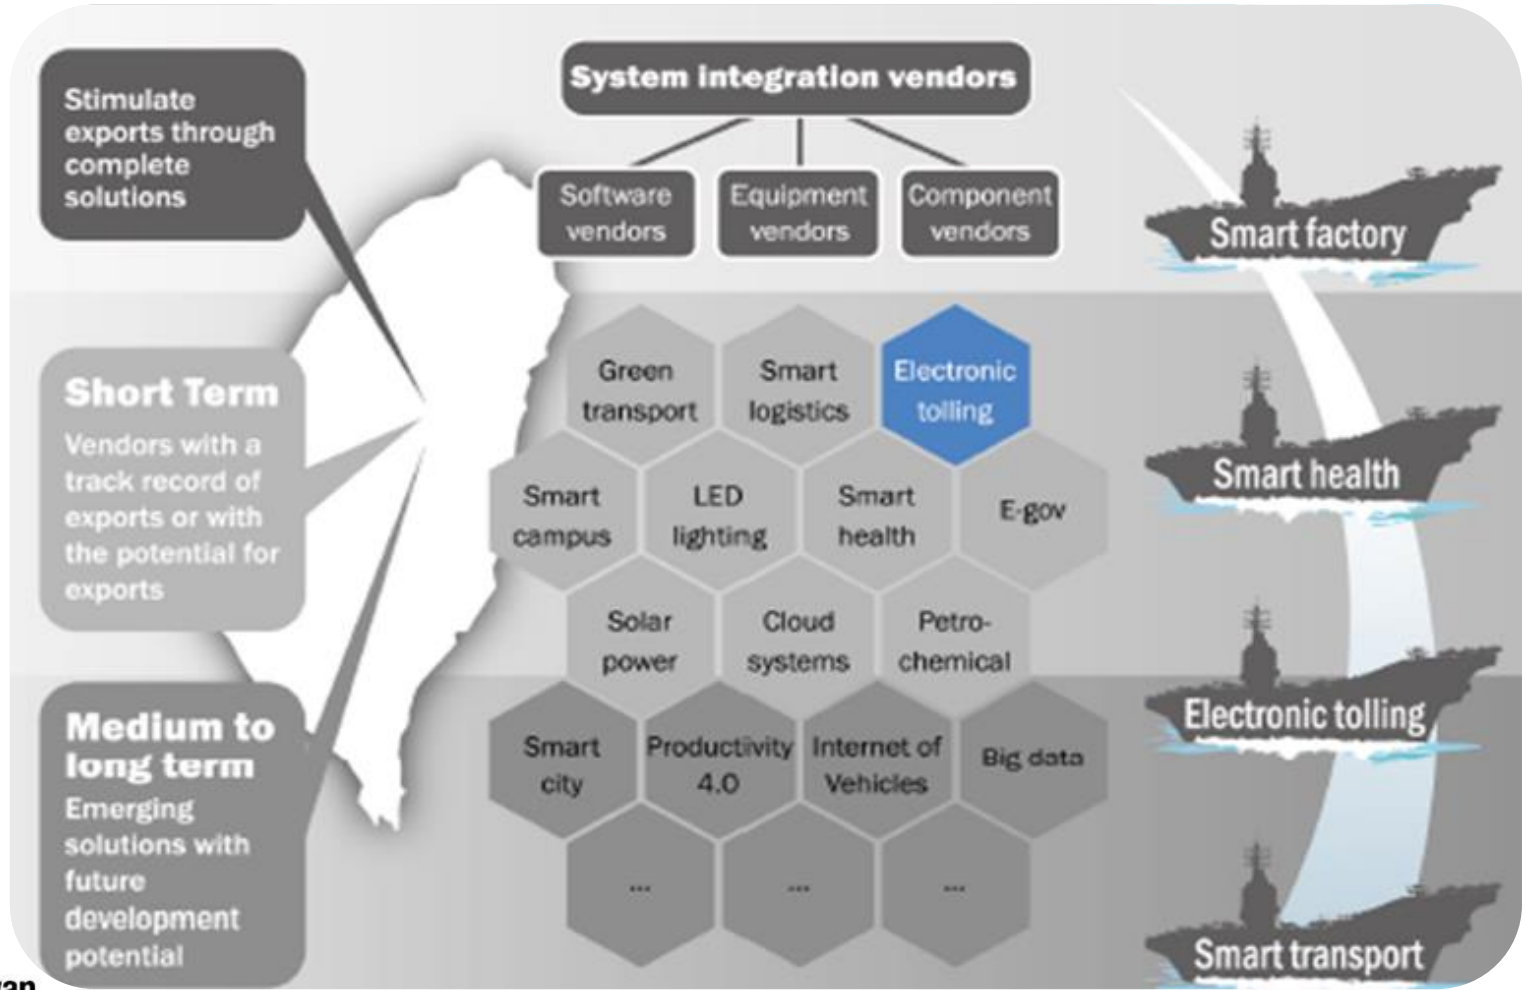 Stimulate
exports through
complete
solutions
System integration vendors
Software
vendors
Equipment
vendors
Component
vendors
Smart factory
Short Term
Vendors with a
track record of
exports or with
the potential for
exports
Green
transport
Smart
logistics
Electronic
tolling
Smart
campus
LED
lighting
Smart
health
E-gov
Solar
power
Cloud
systems
Petro-
chemical
Smart health
Medium to
long term
Emerging
solutions with
future
development
potential
Smart
city
Productivity
4.0
Internet of
Vehicles
Big data
...
...
...
Electronic tolling
Smart transport